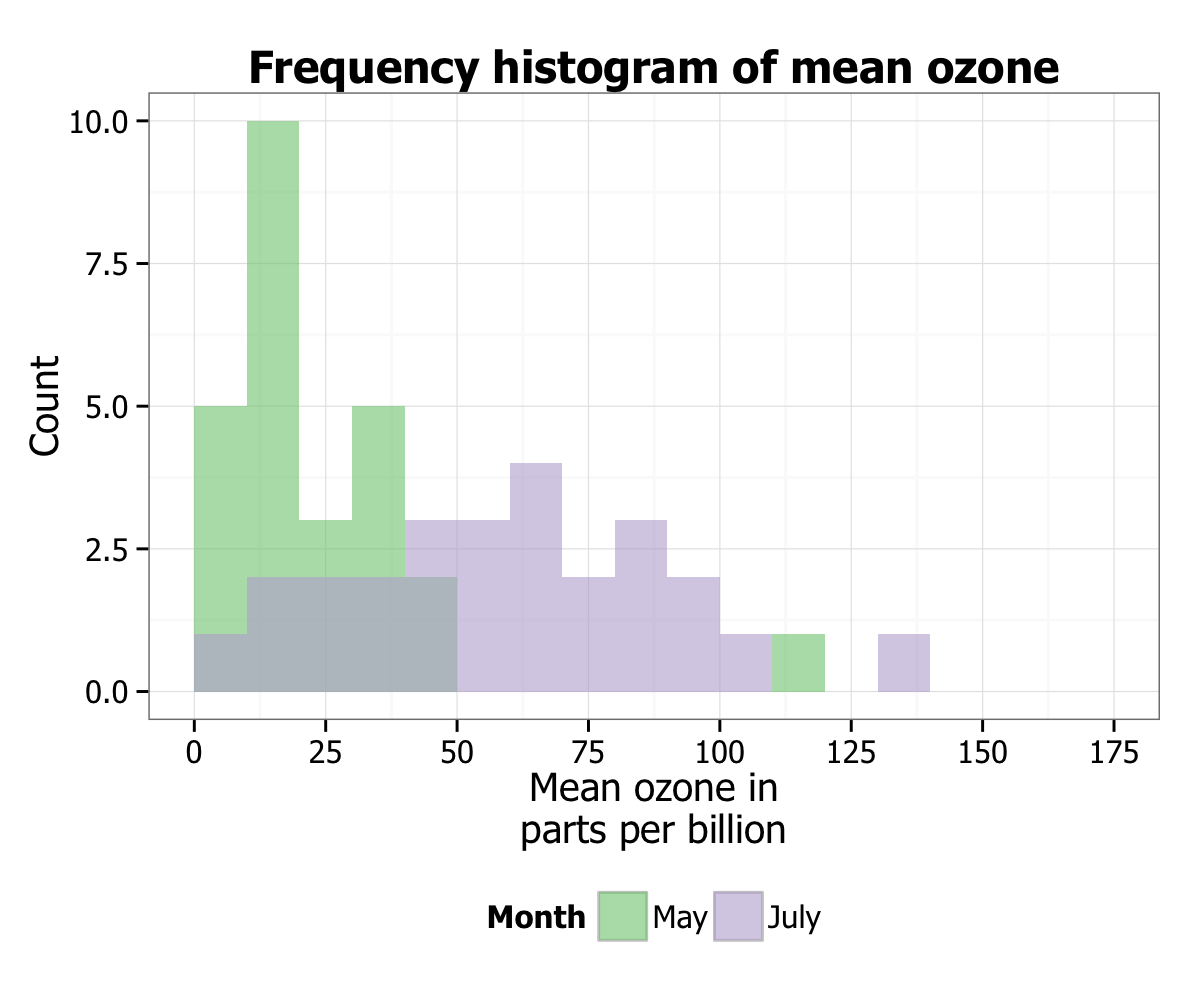 Frequency histogram of mean ozone
10.0
7.5
5.0
2.5
0.0
Count
0 25 50 75 100 125 150 175
Mean ozone in
parts per billion
Month May July